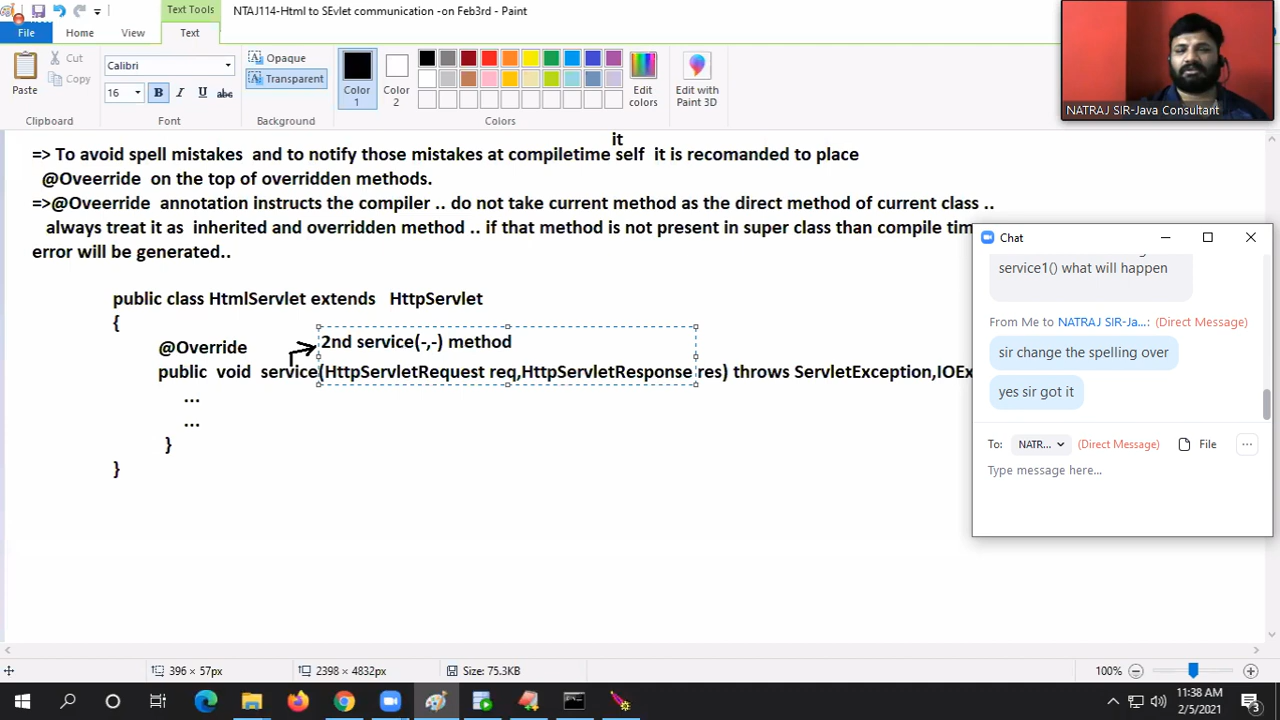 Text Tools
NTAJ114-Html to SEvlet communication -on Feb3rd - Paint
File
Home
View
Text
Paste
Cut
Copy
Clipboard
Calibri
16
B
I
U
abc
Font
Opaque
Transparent
Background
Color 1
Color 2
Edit colors
Colors
Edit with Paint 3D
NATRAJ SIR-Java Consultant
it
=> To avoid spell mistakes and to notify those mistakes at compiletime self it is recomanded to place
@Oveerride on the top of overridden methods.
=>@Oveerride annotation instructs the compiler .. do not take current method as the direct method of current class ..
always treat it as inherited and overridden method .. if that method is not present in super class than compile tim
error will be generated..
public class HtmlServlet extends HttpServlet
{
@Override
2nd service(-,-) method
public void service(HttpServletRequest req,HttpServletResponse res) throws ServletException,IOEx
...
...
}
}
Chat
service1() what will happen
From Me to NATRAJ SIR-Ja...: (Direct Message)
sir change the spelling over
yes sir got it
To: NATR... (Direct Message) File ...
Type message here...
396 × 57px
2398 × 4832px
Size: 75.3KB
100%
11:38 AM
2/5/2021
3